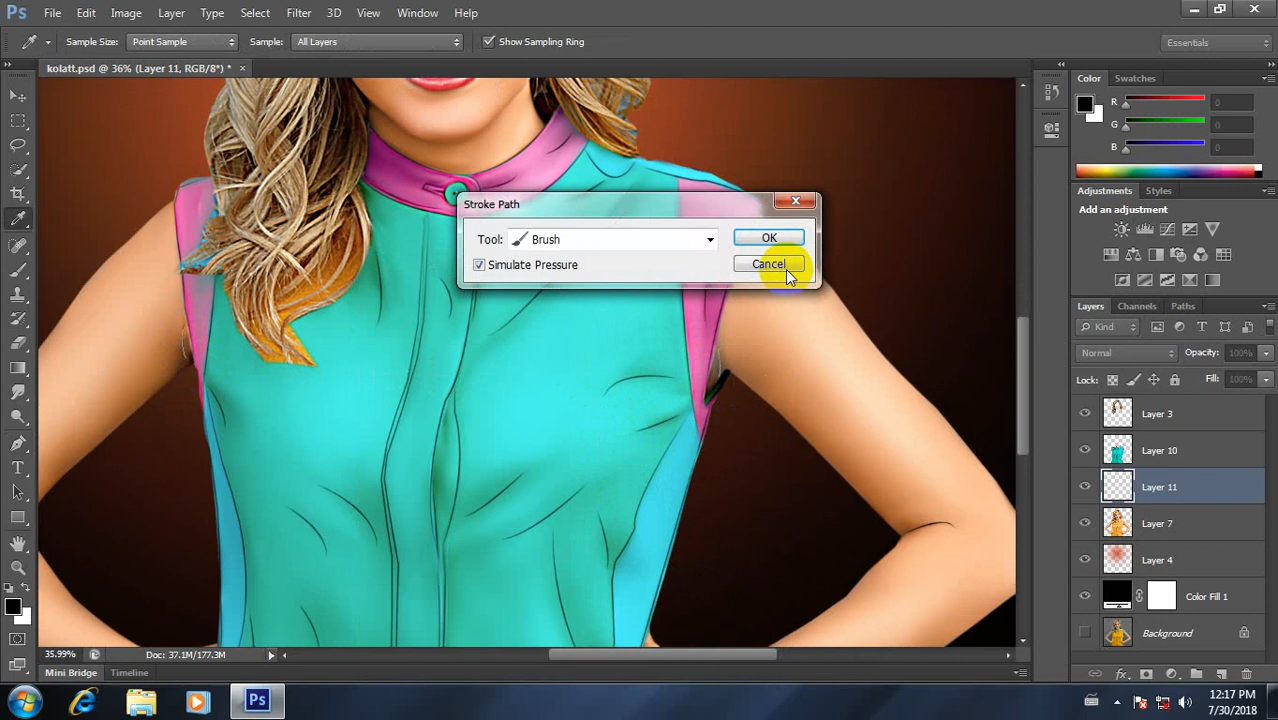 Ps File Edit Image Layer Type Select Filter 3D View Window Help
Sample Size: Point Sample Sample: All Layers Show Sampling Ring Essentials
kolatt.psd @ 36% (Layer 11, RGB/8*) * ×
Color Swatches
R 0
G 0
B 0
Adjustments Styles
Add an adjustment
Layers Channels Paths
Kind
Normal Opacity: 100%
Lock: Fill: 100%
Layer 3
Layer 10
Layer 11
Layer 7
Layer 4
Color Fill 1
Background
Stroke Path
Tool: Brush OK
Simulate Pressure Cancel
35.99% Doc: 37.1M/177.3M
Mini Bridge Timeline
Ps
12:17 PM
7/30/2018